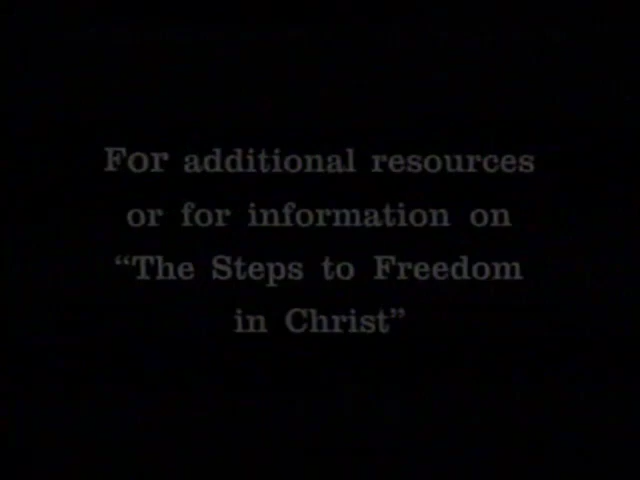 For additional resources
or for information on
“The Steps to Freedom
in Christ”